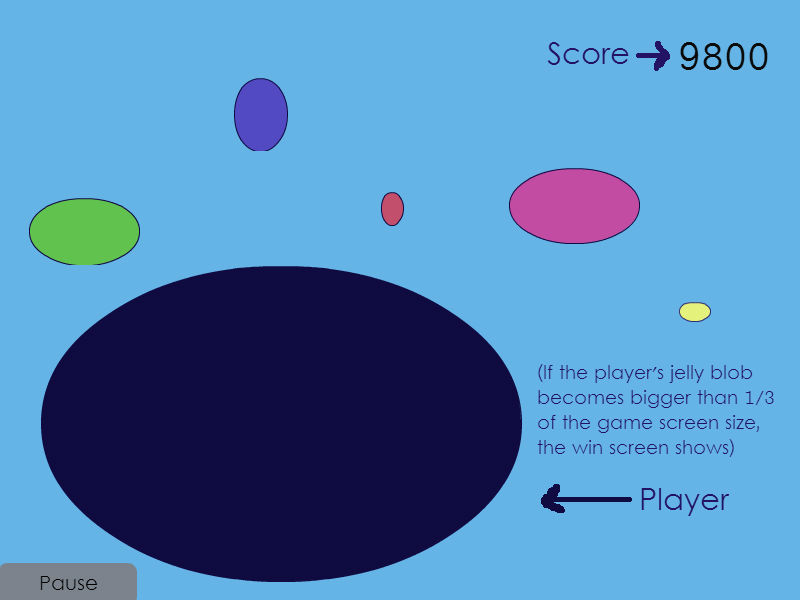 Score 9800
(If the player's jelly blob
becomes bigger than 1/3
of the game screen size,
the win screen shows)
Player
Pause